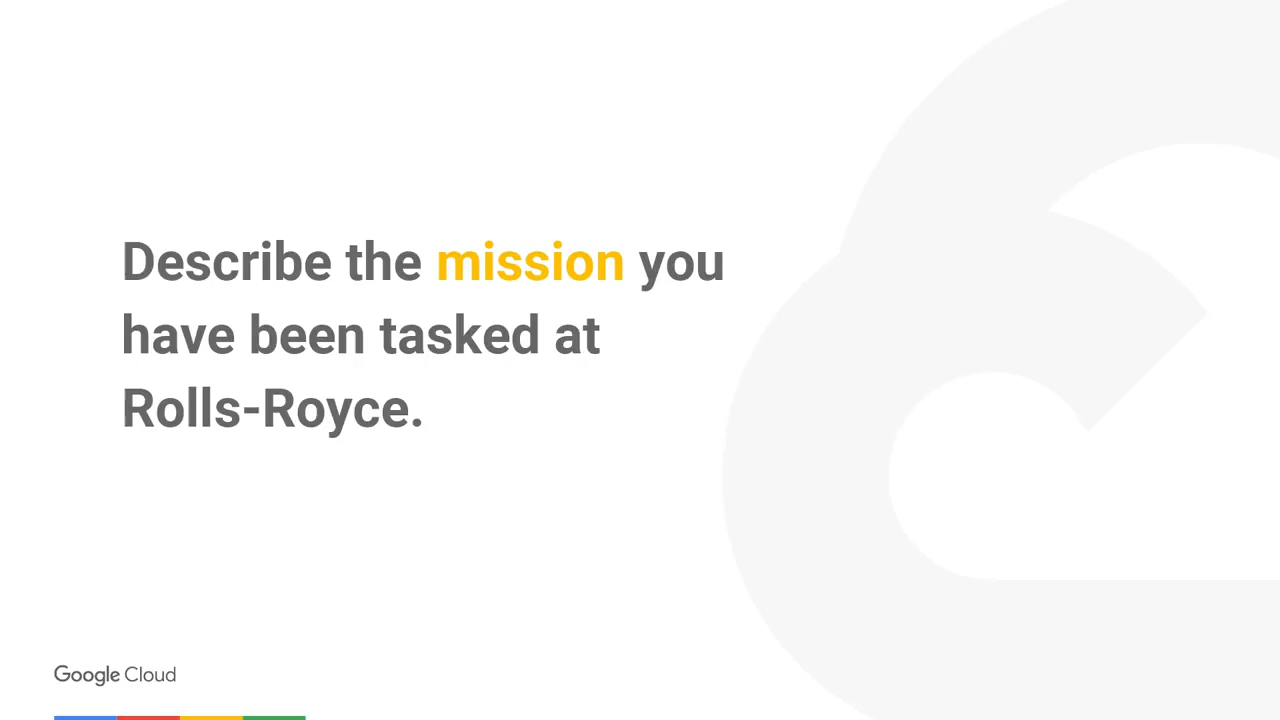 Describe the mission you
have been tasked at
Rolls-Royce.
Google Cloud